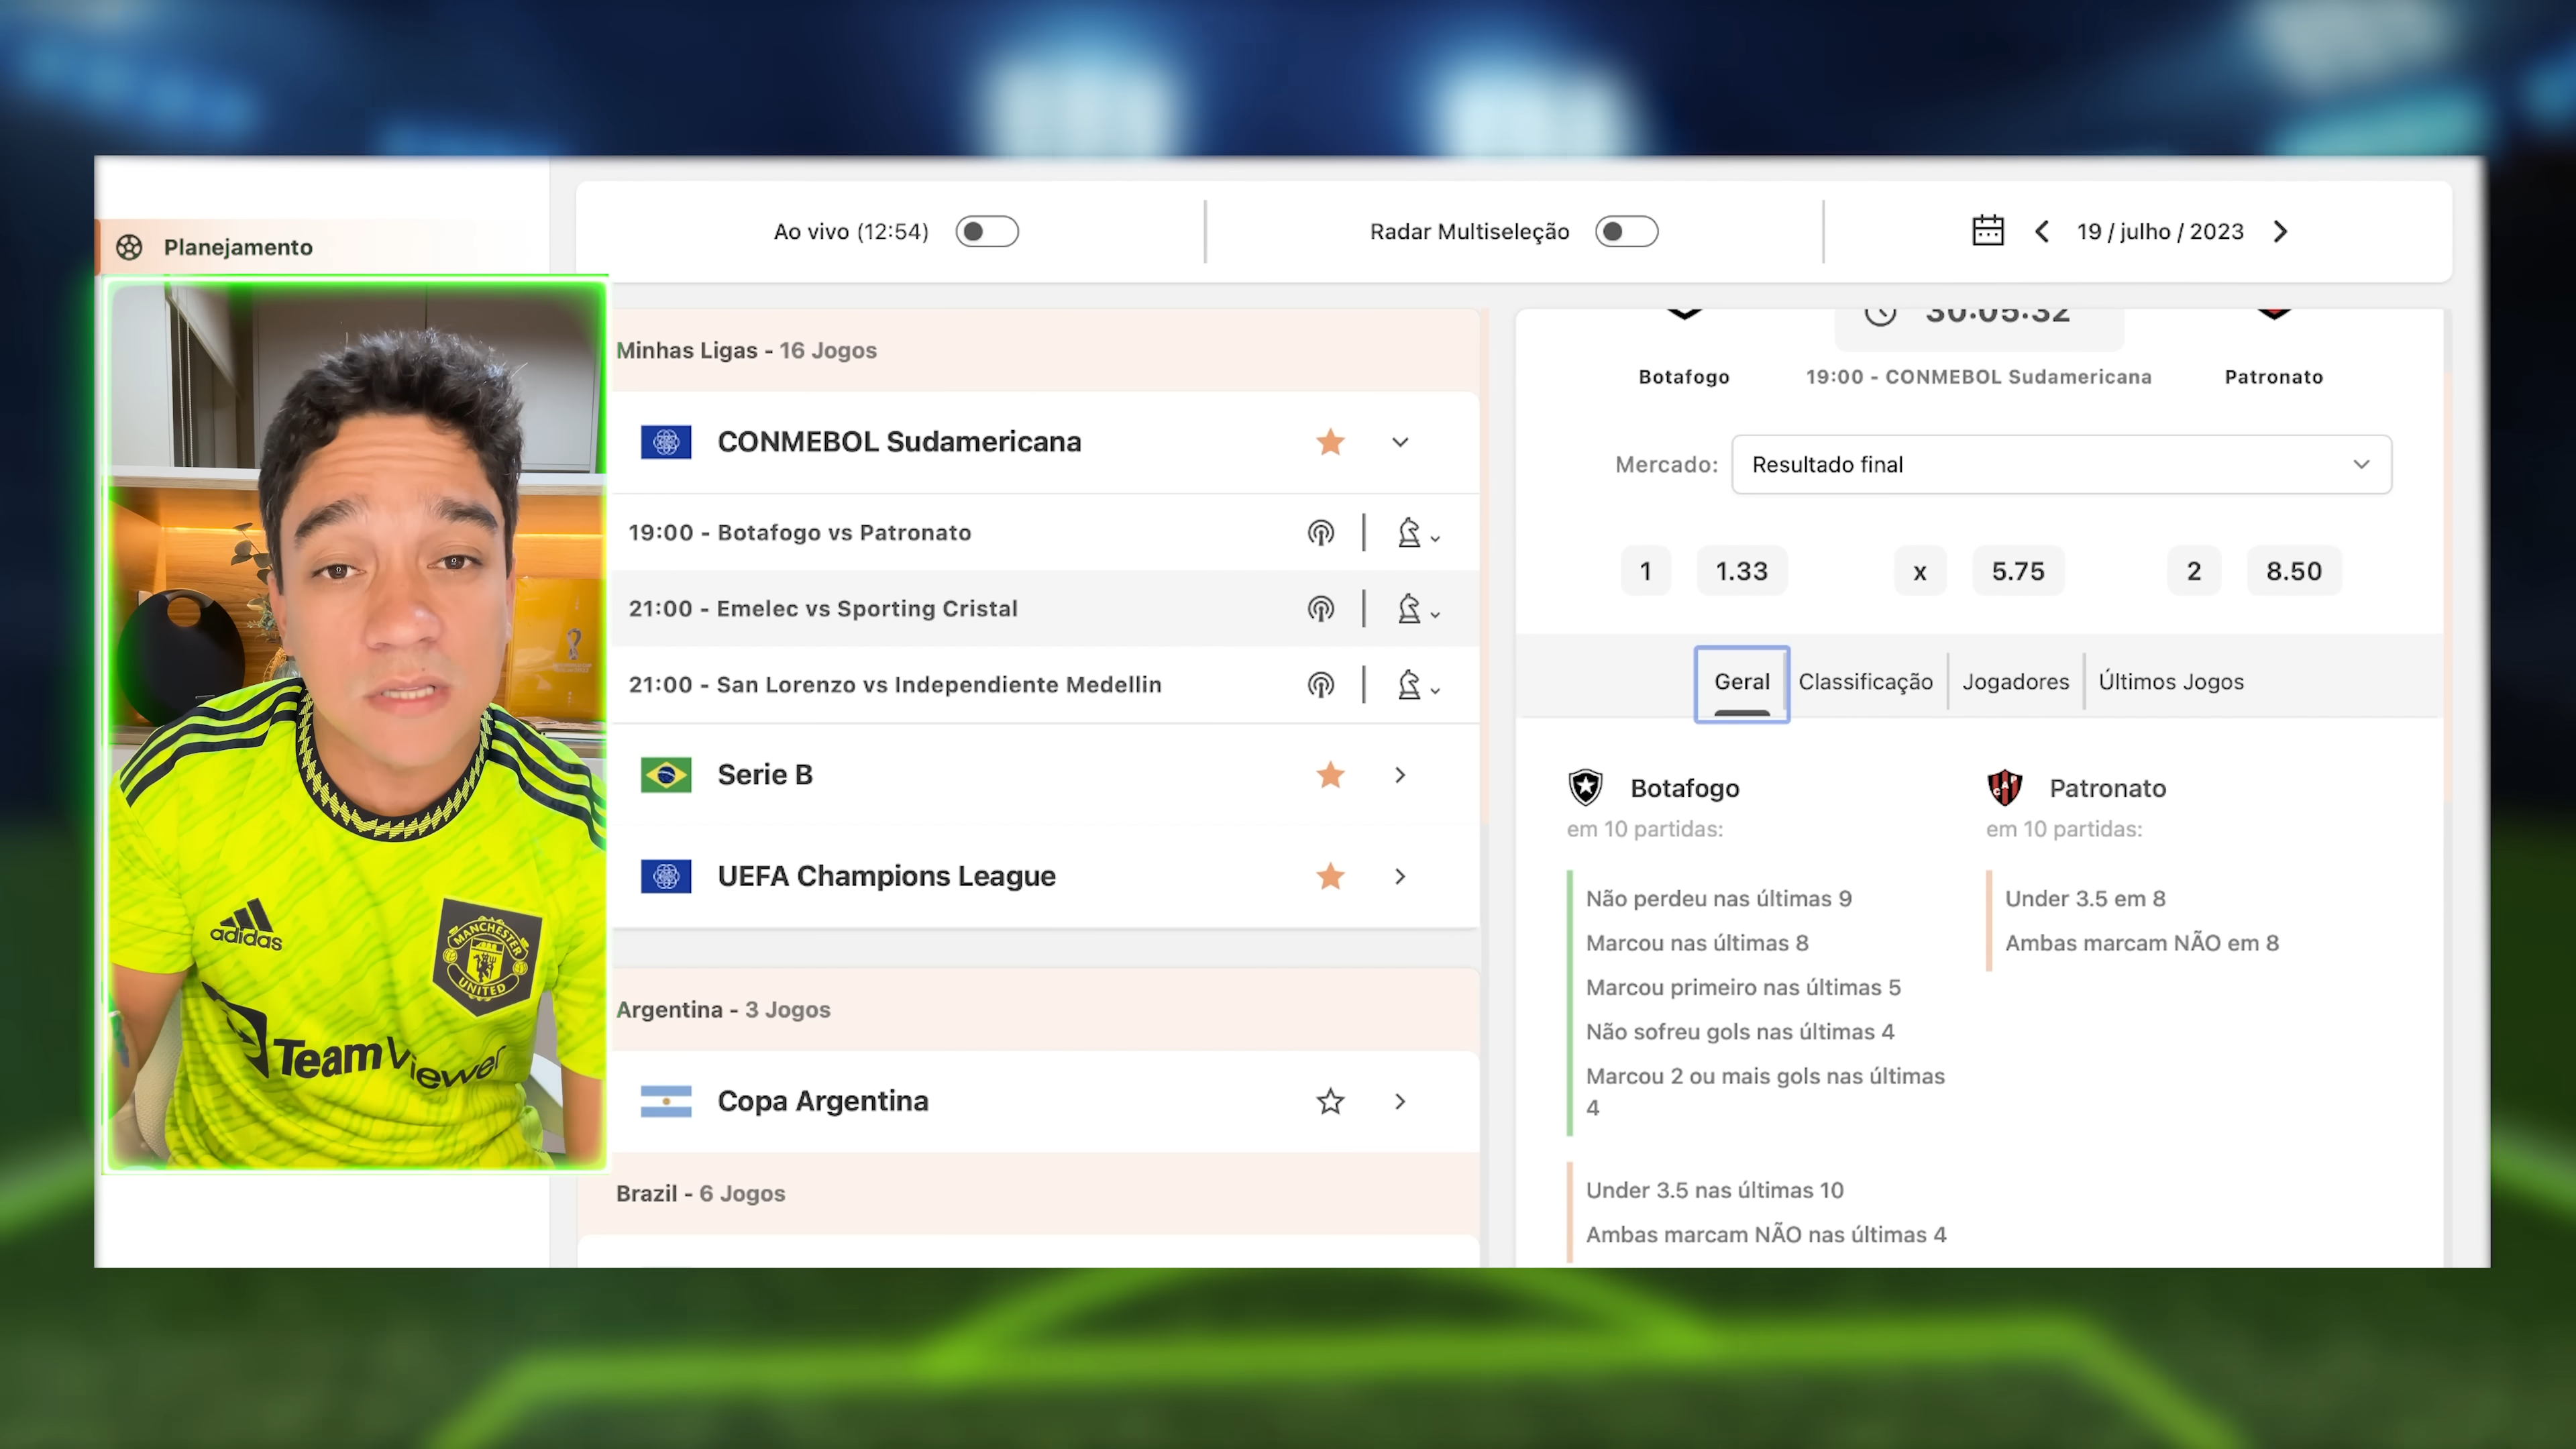 Planejamento
Ao vivo (12:54)
Radar Multiseleção
19 / julho / 2023
Minhas Ligas - 16 Jogos
CONMEBOL Sudamericana
19:00 - Botafogo vs Patronato
21:00 - Emelec vs Sporting Cristal
21:00 - San Lorenzo vs Independiente Medellin
Serie B
UEFA Champions League
Argentina - 3 Jogos
Copa Argentina
Brazil - 6 Jogos
30:05:32
Botafogo
19:00 - CONMEBOL Sudamericana
Patronato
Mercado:
Resultado final
1
1.33
x
5.75
2
8.50
Geral
Classificação
Jogadores
Últimos Jogos
Botafogo
em 10 partidas:
Não perdeu nas últimas 9
Marcou nas últimas 8
Marcou primeiro nas últimas 5
Não sofreu gols nas últimas 4
Marcou 2 ou mais gols nas últimas
4
Under 3.5 nas últimas 10
Ambas marcam NÃO nas últimas 4
Patronato
em 10 partidas:
Under 3.5 em 8
Ambas marcam NÃO em 8
adidas
MANCHESTER
UNITED
TeamViewer